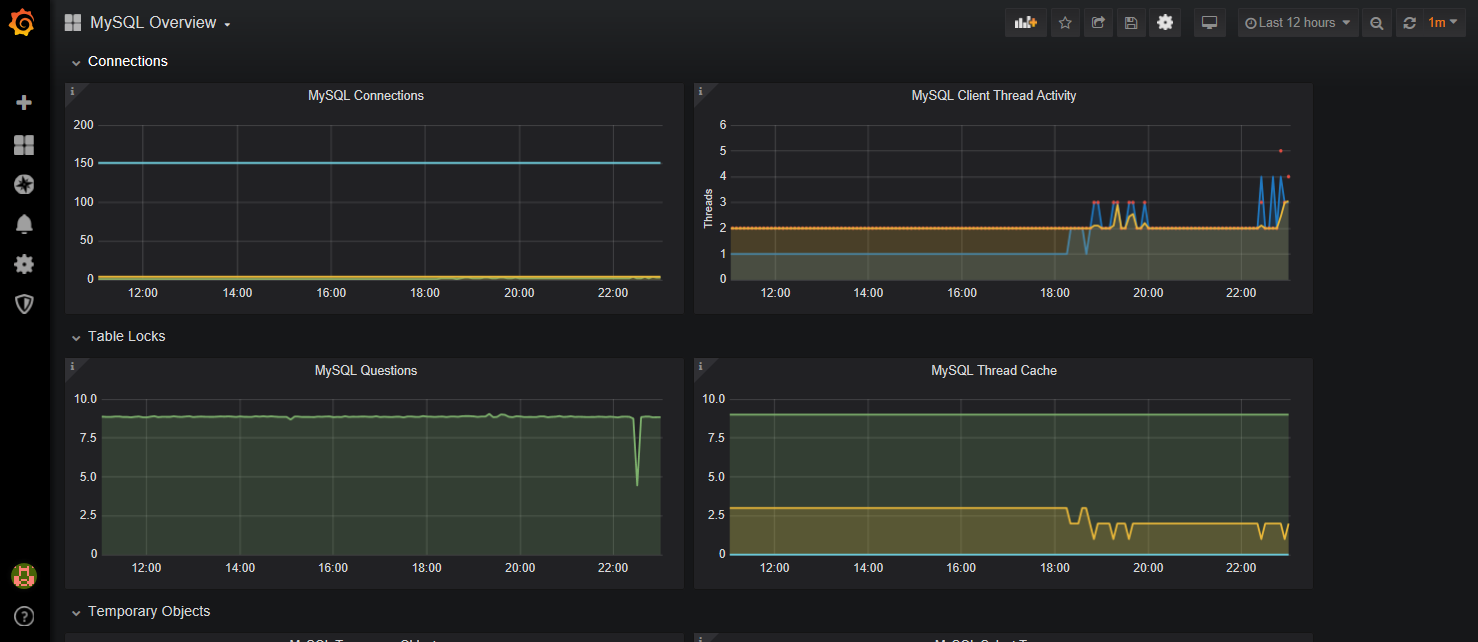 MySQL Overview
Last 12 hours
1m
Connections
i
MySQL Connections
200
150
100
50
0
12:00 14:00 16:00 18:00 20:00 22:00
i
MySQL Client Thread Activity
Threads
6
5
4
3
2
1
0
12:00 14:00 16:00 18:00 20:00 22:00
Table Locks
i
MySQL Questions
10.0
7.5
5.0
2.5
0
12:00 14:00 16:00 18:00 20:00 22:00
i
MySQL Thread Cache
10.0
7.5
5.0
2.5
0
12:00 14:00 16:00 18:00 20:00 22:00
?
Temporary Objects
i